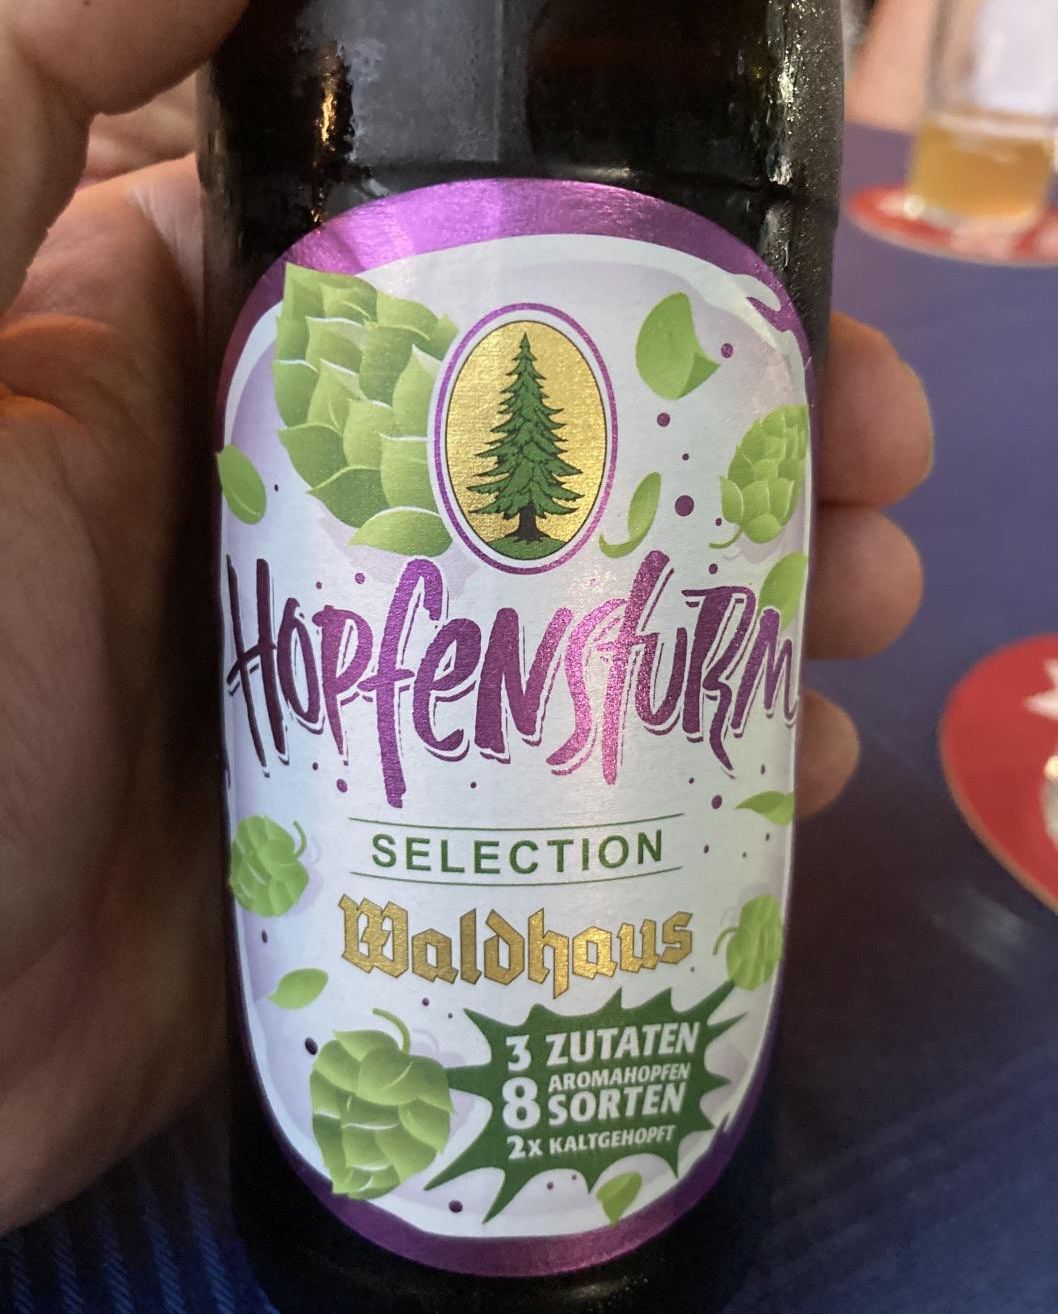 HOPfENSTURM
SELECTION
Waldhaus
3 ZUTATEN
8 AROMAHOPFEN
SORTEN
2X KALTGEHOPFT